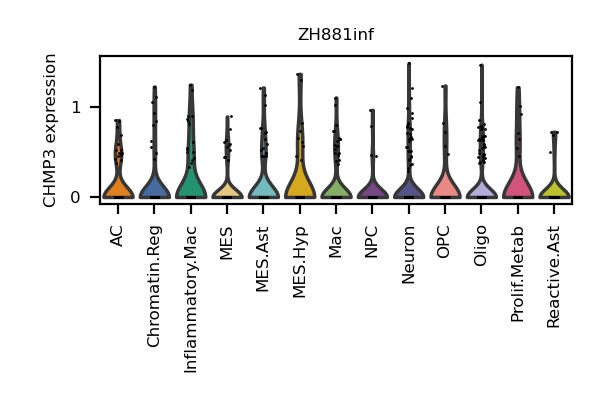 ZH881inf
CHMP3 expression
1
0
AC
Chromatin.Reg
Inflammatory.Mac
MES
MES.Ast
MES.Hyp
Mac
NPC
Neuron
OPC
Oligo
Prolif.Metab
Reactive.Ast